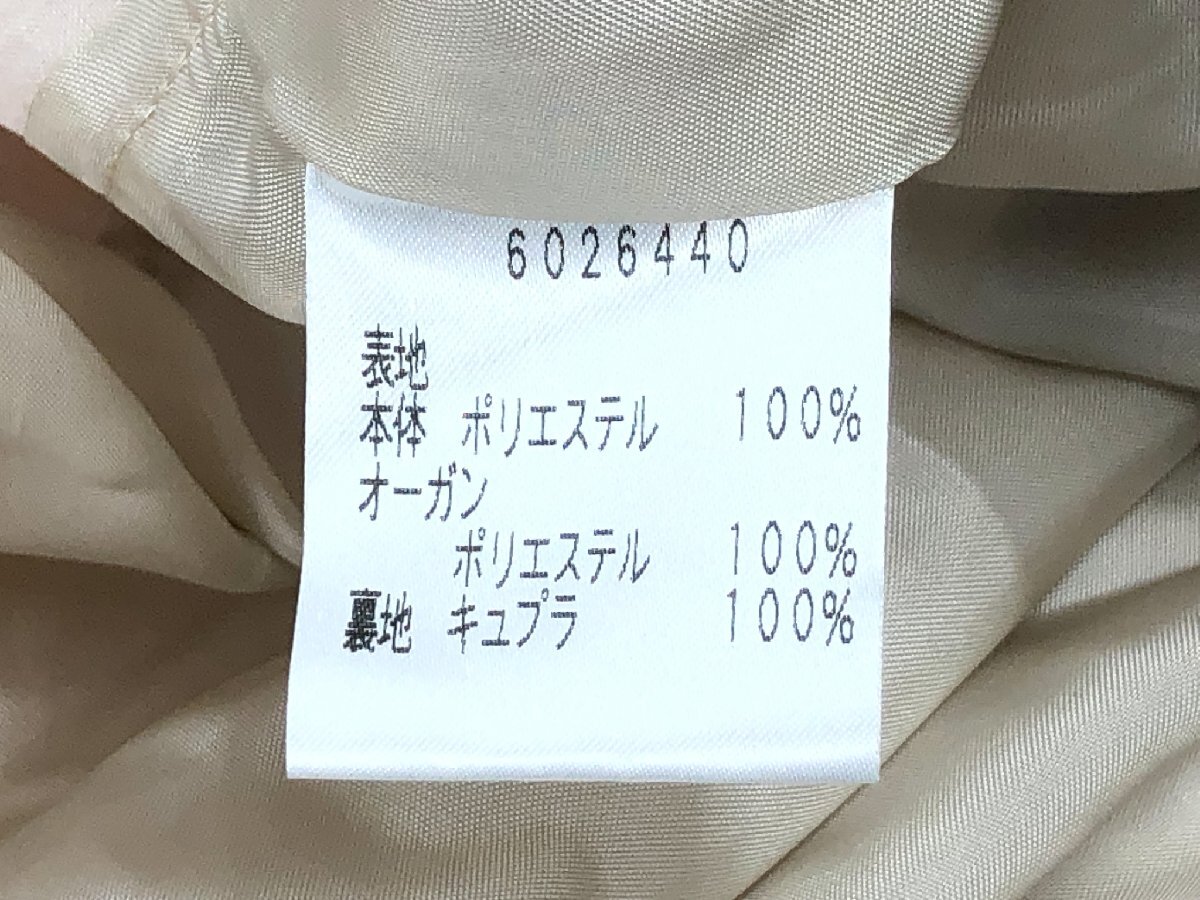 6026440
表地
本体 ポリエステル 100%
オーガン
ポリエステル 100%
裏地 キュプラ 100%